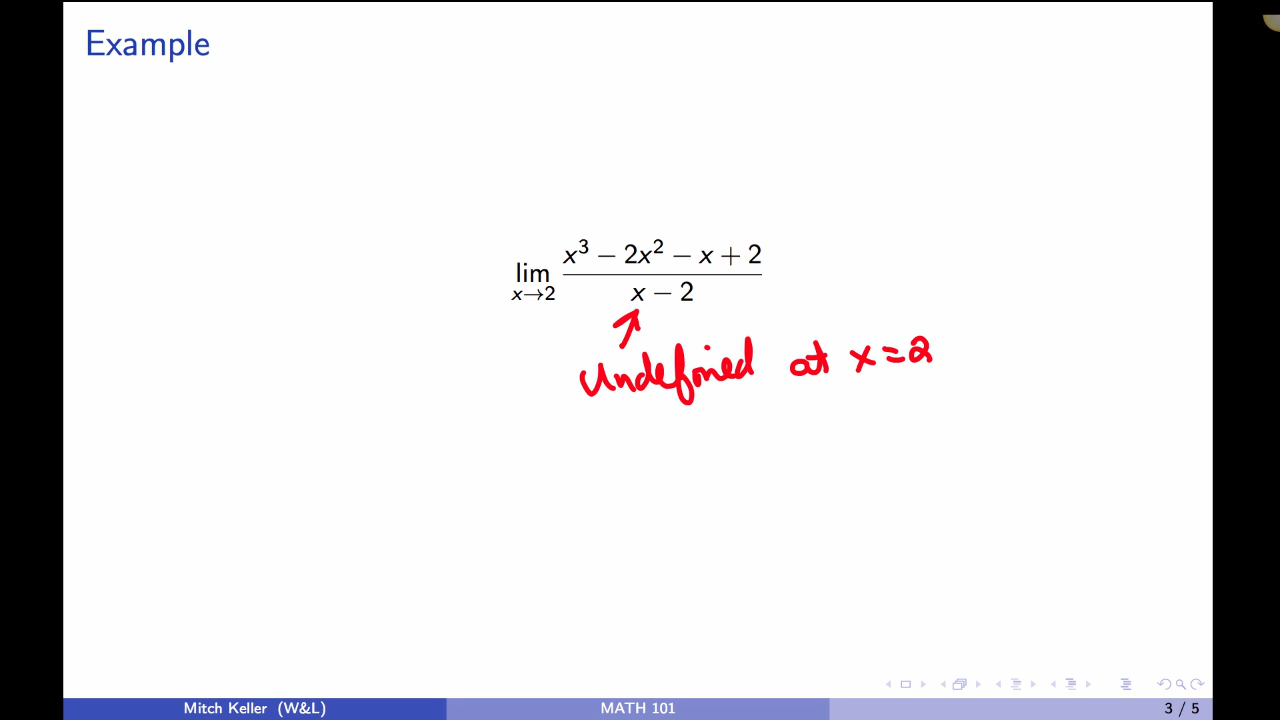 Example
lim x→2 x³ − 2x² − x + 2 / x − 2
undefined at x=2
Mitch Keller (W&L) MATH 101 3 / 5